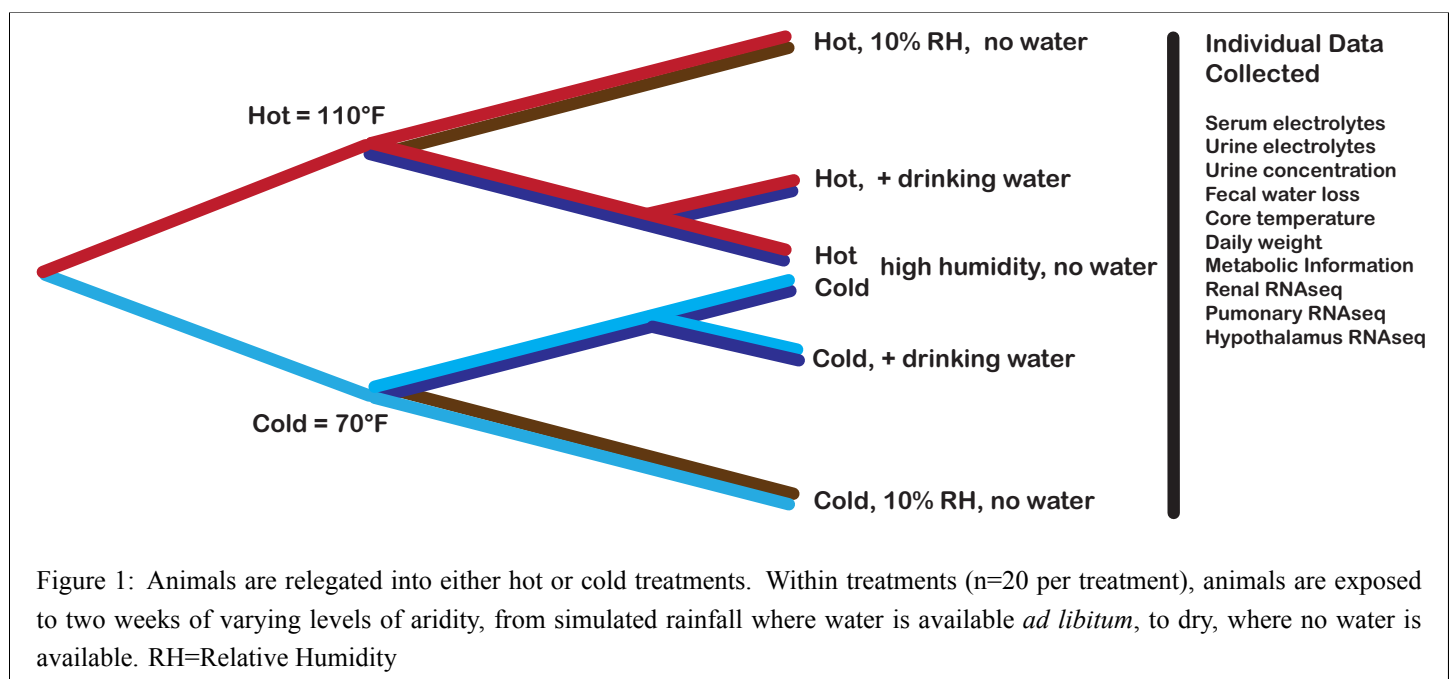 Hot, 10% RH, no water
Hot = 110°F
Hot, + drinking water
Hot
Cold
high humidity, no water
Cold, + drinking water
Cold = 70°F
Cold, 10% RH, no water
Individual Data
Collected
Serum electrolytes
Urine electrolytes
Urine concentration
Fecal water loss
Core temperature
Daily weight
Metabolic Information
Renal RNAseq
Pumonary RNAseq
Hypothalamus RNAseq
Figure 1: Animals are relegated into either hot or cold treatments. Within treatments (n=20 per treatment), animals are exposed
to two weeks of varying levels of aridity, from simulated rainfall where water is available ad libitum, to dry, where no water is
available. RH=Relative Humidity